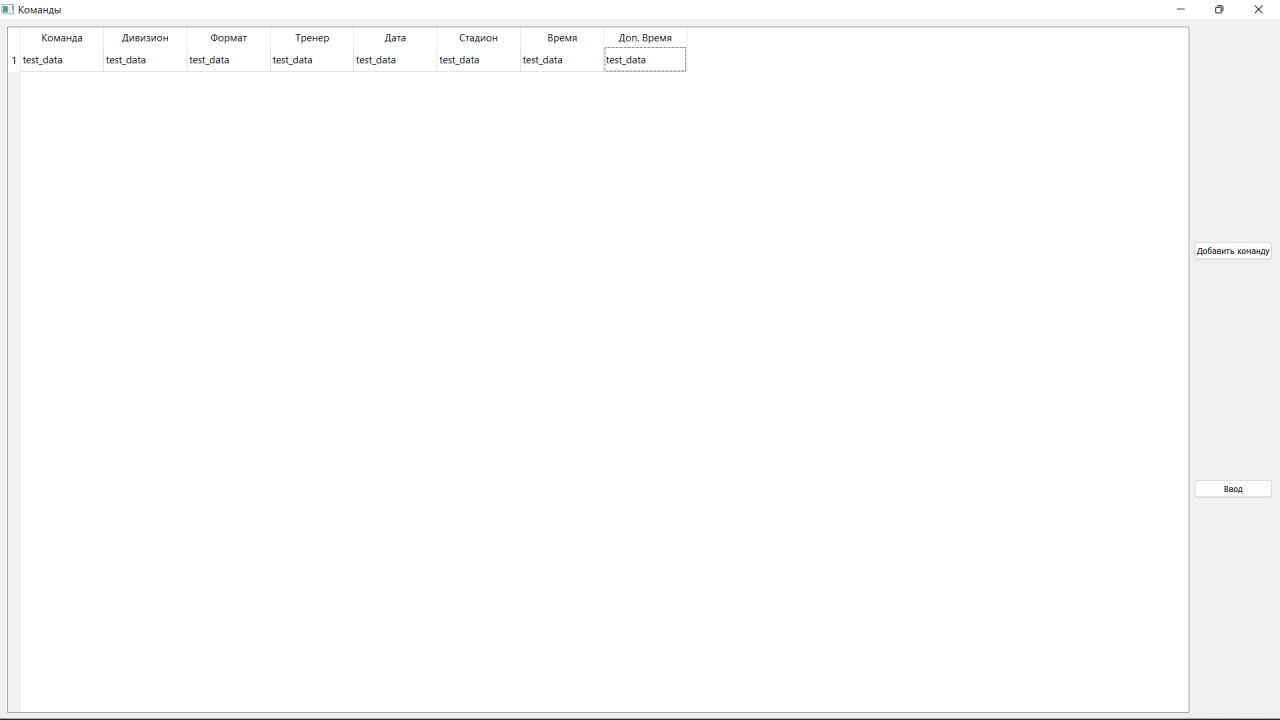 Команды
Команда Дивизион Формат Тренер Дата Стадион Время Доп. Время
1 test_data test_data test_data test_data test_data test_data test_data test_data
Добавить команду
Ввод